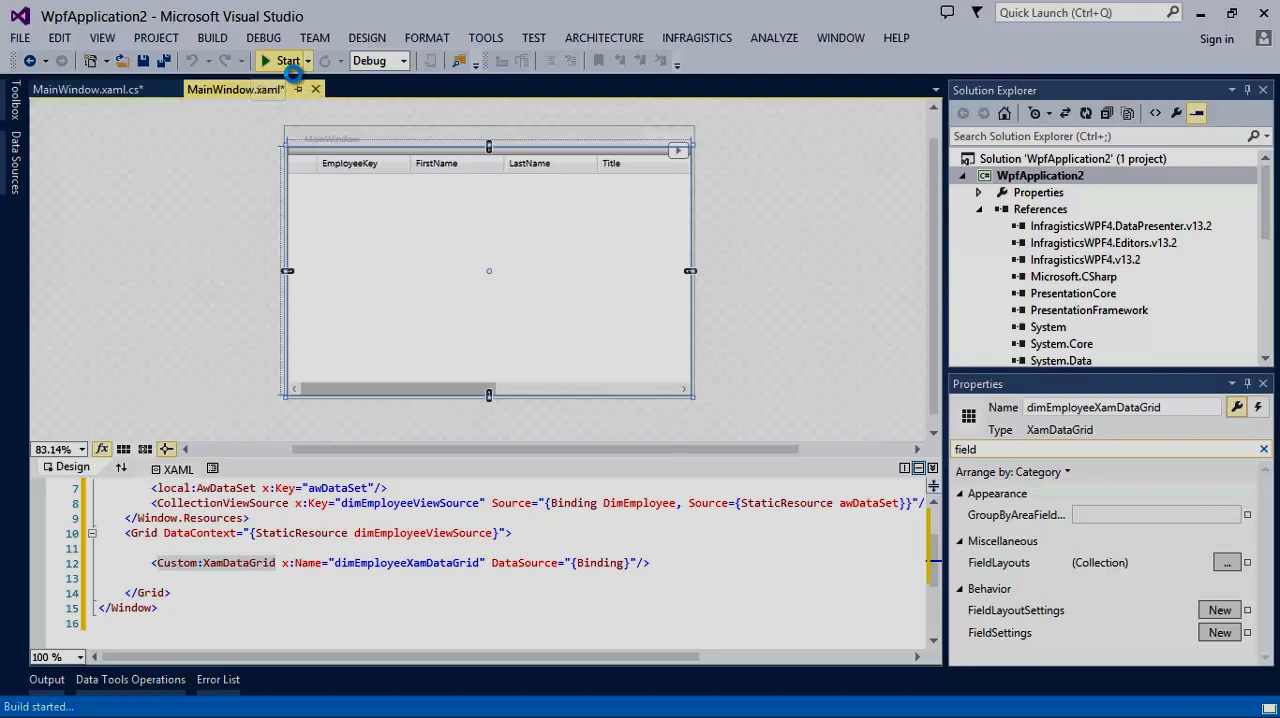 WpfApplication2 - Microsoft Visual Studio
Quick Launch (Ctrl+Q)
FILE EDIT VIEW PROJECT BUILD DEBUG TEAM DESIGN FORMAT TOOLS TEST ARCHITECTURE INFRAGISTICS ANALYZE WINDOW HELP
Sign in
Start Debug
MainWindow.xaml.cs* MainWindow.xaml*
Toolbox
Data Sources
MainWindow
EmployeeKey FirstName LastName Title
83.14% fx
Design XAML
7 <local:AwDataSet x:Key="awDataSet"/>
8 <CollectionViewSource x:Key="dimEmployeeViewSource" Source="{Binding DimEmployee, Source={StaticResource awDataSet}}"/
9 </Window.Resources>
10 <Grid DataContext="{StaticResource dimEmployeeViewSource}">
11
12 <Custom:XamDataGrid x:Name="dimEmployeeXamDataGrid" DataSource="{Binding}"/>
13
14 </Grid>
15 </Window>
16
100 %
Output Data Tools Operations Error List
Build started...
Solution Explorer
Search Solution Explorer (Ctrl+;)
Solution 'WpfApplication2' (1 project)
C# WpfApplication2
Properties
References
InfragisticsWPF4.DataPresenter.v13.2
InfragisticsWPF4.Editors.v13.2
InfragisticsWPF4.v13.2
Microsoft.CSharp
PresentationCore
PresentationFramework
System
System.Core
System.Data
Properties
Name dimEmployeeXamDataGrid
Type XamDataGrid
field
Arrange by: Category
Appearance
GroupByAreaField...
Miscellaneous
FieldLayouts (Collection) ...
Behavior
FieldLayoutSettings New
FieldSettings New